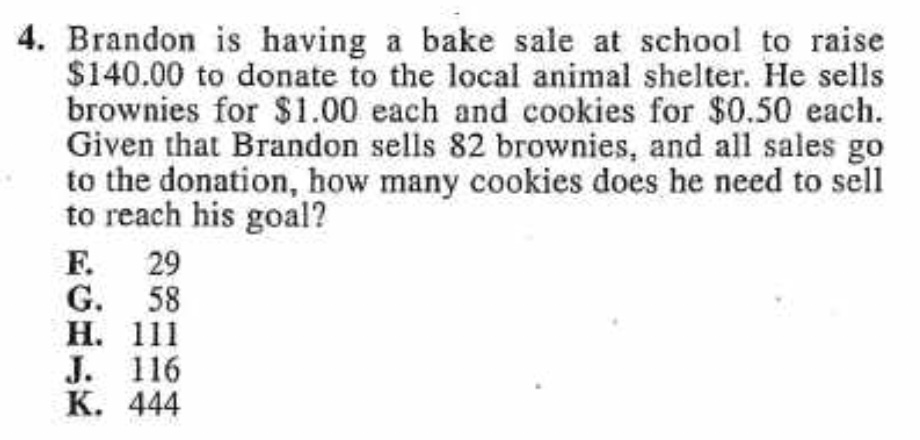 4. Brandon is having a bake sale at school to raise
$140.00 to donate to the local animal shelter. He sells
brownies for $1.00 each and cookies for $0.50 each.
Given that Brandon sells 82 brownies, and all sales go
to the donation, how many cookies does he need to sell
to reach his goal?
F. 29
G. 58
H. 111
J. 116
K. 444